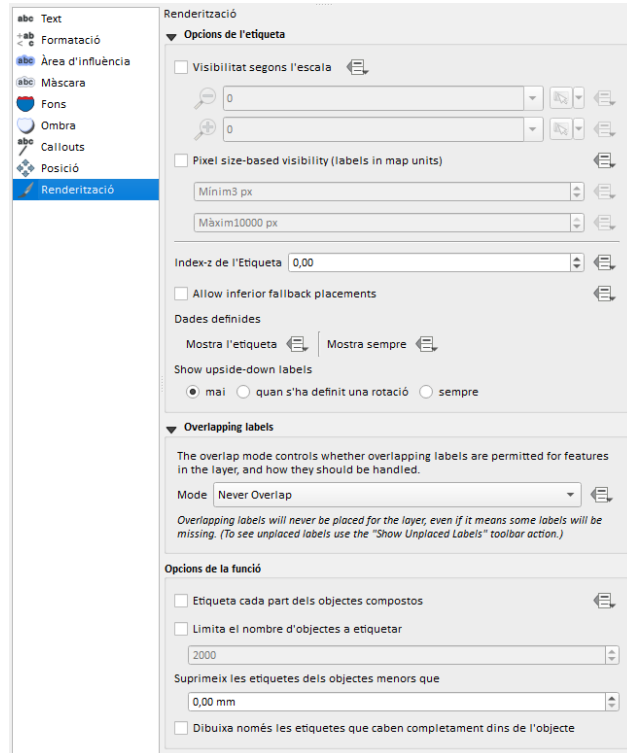 abc Text
+ab < c Formatació
abc Àrea d'influència
abc Màscara
Fons
Ombra
abc Callouts
Posició
Renderització
Renderització
Opcions de l'etiqueta
Visibilitat segons l'escala
0
0
Pixel size-based visibility (labels in map units)
Mínim3 px
Màxim10000 px
Index-z de l'Etiqueta 0,00
Allow inferior fallback placements
Dades definides
Mostra l'etiqueta Mostra sempre
Show upside-down labels
mai quan s'ha definit una rotació sempre
Overlapping labels
The overlap mode controls whether overlapping labels are permitted for features
in the layer, and how they should be handled.
Mode Never Overlap
Overlapping labels will never be placed for the layer, even if it means some labels will be
missing. (To see unplaced labels use the "Show Unplaced Labels" toolbar action.)
Opcions de la funció
Etiqueta cada part dels objectes compostos
Limita el nombre d'objectes a etiquetar
2000
Suprimeix les etiquetes dels objectes menors que
0,00 mm
Dibuixa només les etiquetes que caben completament dins de l'objecte